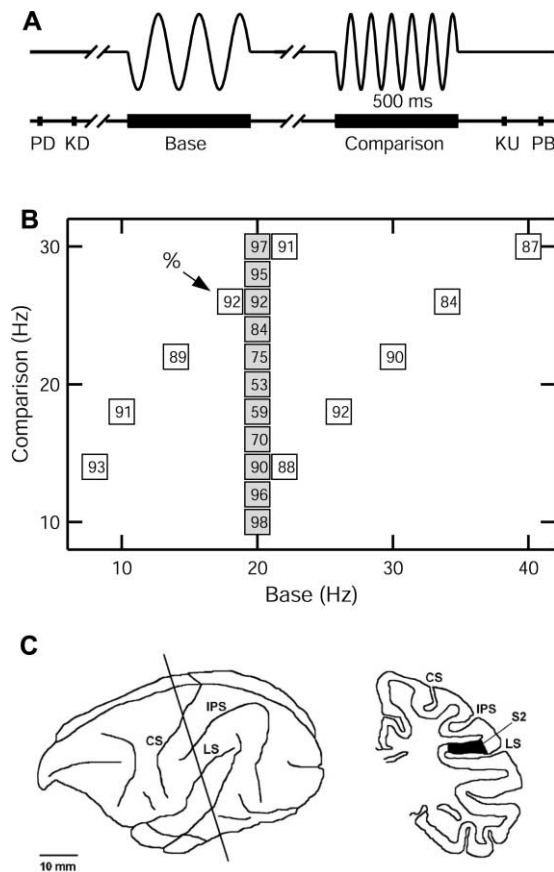 A
500 ms
PD KD Base Comparison KU PB
B
Comparison (Hz)
30
20
10
%
97 91 87
95
92 92 84
84
89 75 90
53
91 59 92
70
93 90 88
96
98
10 20 30 40
Base (Hz)
C
CS IPS LS
CS
IPS
S2
LS
10 mm